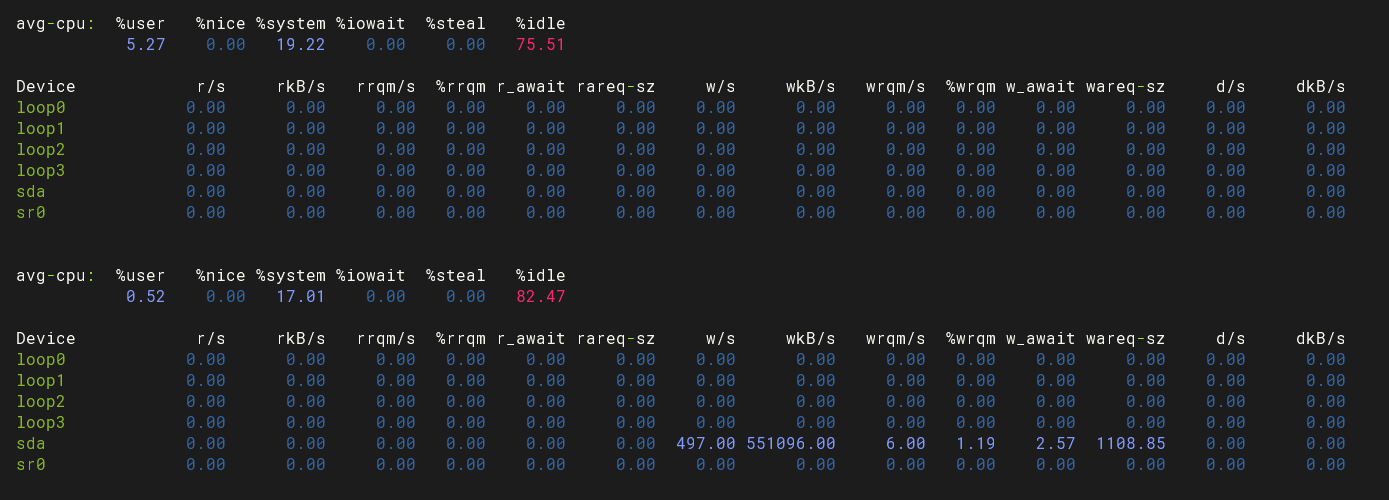 avg-cpu:  %user   %nice %system %iowait  %steal   %idle
           5.27    0.00   19.22    0.00    0.00   75.51
Device            r/s     rkB/s   rrqm/s  %rrqm r_await rareq-sz     w/s     wkB/s   wrqm/s  %wrqm w_await wareq-sz     d/s     dkB/s
loop0            0.00      0.00     0.00   0.00    0.00     0.00    0.00      0.00     0.00   0.00    0.00     0.00    0.00      0.00
loop1            0.00      0.00     0.00   0.00    0.00     0.00    0.00      0.00     0.00   0.00    0.00     0.00    0.00      0.00
loop2            0.00      0.00     0.00   0.00    0.00     0.00    0.00      0.00     0.00   0.00    0.00     0.00    0.00      0.00
loop3            0.00      0.00     0.00   0.00    0.00     0.00    0.00      0.00     0.00   0.00    0.00     0.00    0.00      0.00
sda              0.00      0.00     0.00   0.00    0.00     0.00    0.00      0.00     0.00   0.00    0.00     0.00    0.00      0.00
sr0              0.00      0.00     0.00   0.00    0.00     0.00    0.00      0.00     0.00   0.00    0.00     0.00    0.00      0.00
avg-cpu:  %user   %nice %system %iowait  %steal   %idle
           0.52    0.00   17.01    0.00    0.00   82.47
Device            r/s     rkB/s   rrqm/s  %rrqm r_await rareq-sz     w/s     wkB/s   wrqm/s  %wrqm w_await wareq-sz     d/s     dkB/s
loop0            0.00      0.00     0.00   0.00    0.00     0.00    0.00      0.00     0.00   0.00    0.00     0.00    0.00      0.00
loop1            0.00      0.00     0.00   0.00    0.00     0.00    0.00      0.00     0.00   0.00    0.00     0.00    0.00      0.00
loop2            0.00      0.00     0.00   0.00    0.00     0.00    0.00      0.00     0.00   0.00    0.00     0.00    0.00      0.00
loop3            0.00      0.00     0.00   0.00    0.00     0.00    0.00      0.00     0.00   0.00    0.00     0.00    0.00      0.00
sda              0.00      0.00     0.00   0.00    0.00     0.00  497.00 551096.00     6.00   1.19    2.57  1108.85    0.00      0.00
sr0              0.00      0.00     0.00   0.00    0.00     0.00    0.00      0.00     0.00   0.00    0.00     0.00    0.00      0.00